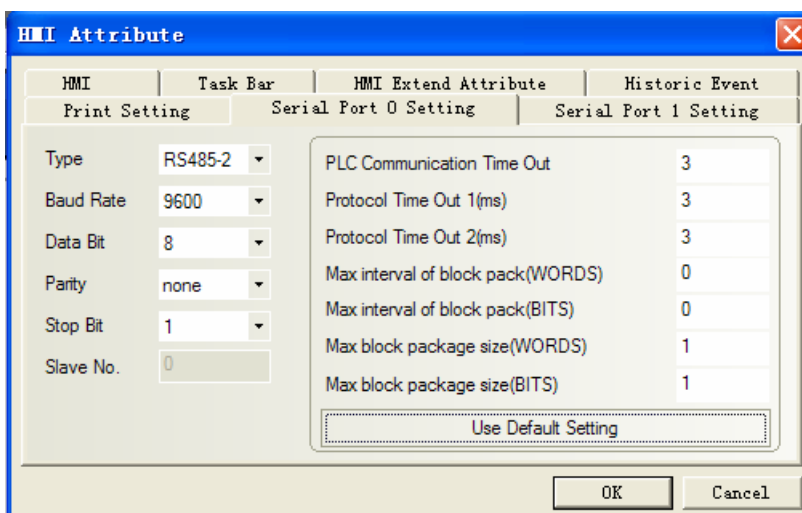 HMI Attribute
HMI Task Bar HMI Extend Attribute Historic Event
Print Setting Serial Port 0 Setting Serial Port 1 Setting
Type RS485-2
Baud Rate 9600
Data Bit 8
Parity none
Stop Bit 1
Slave No. 0
PLC Communication Time Out 3
Protocol Time Out 1(ms) 3
Protocol Time Out 2(ms) 3
Max interval of block pack(WORDS) 0
Max interval of block pack(BITS) 0
Max block package size(WORDS) 1
Max block package size(BITS) 1
Use Default Setting
OK Cancel